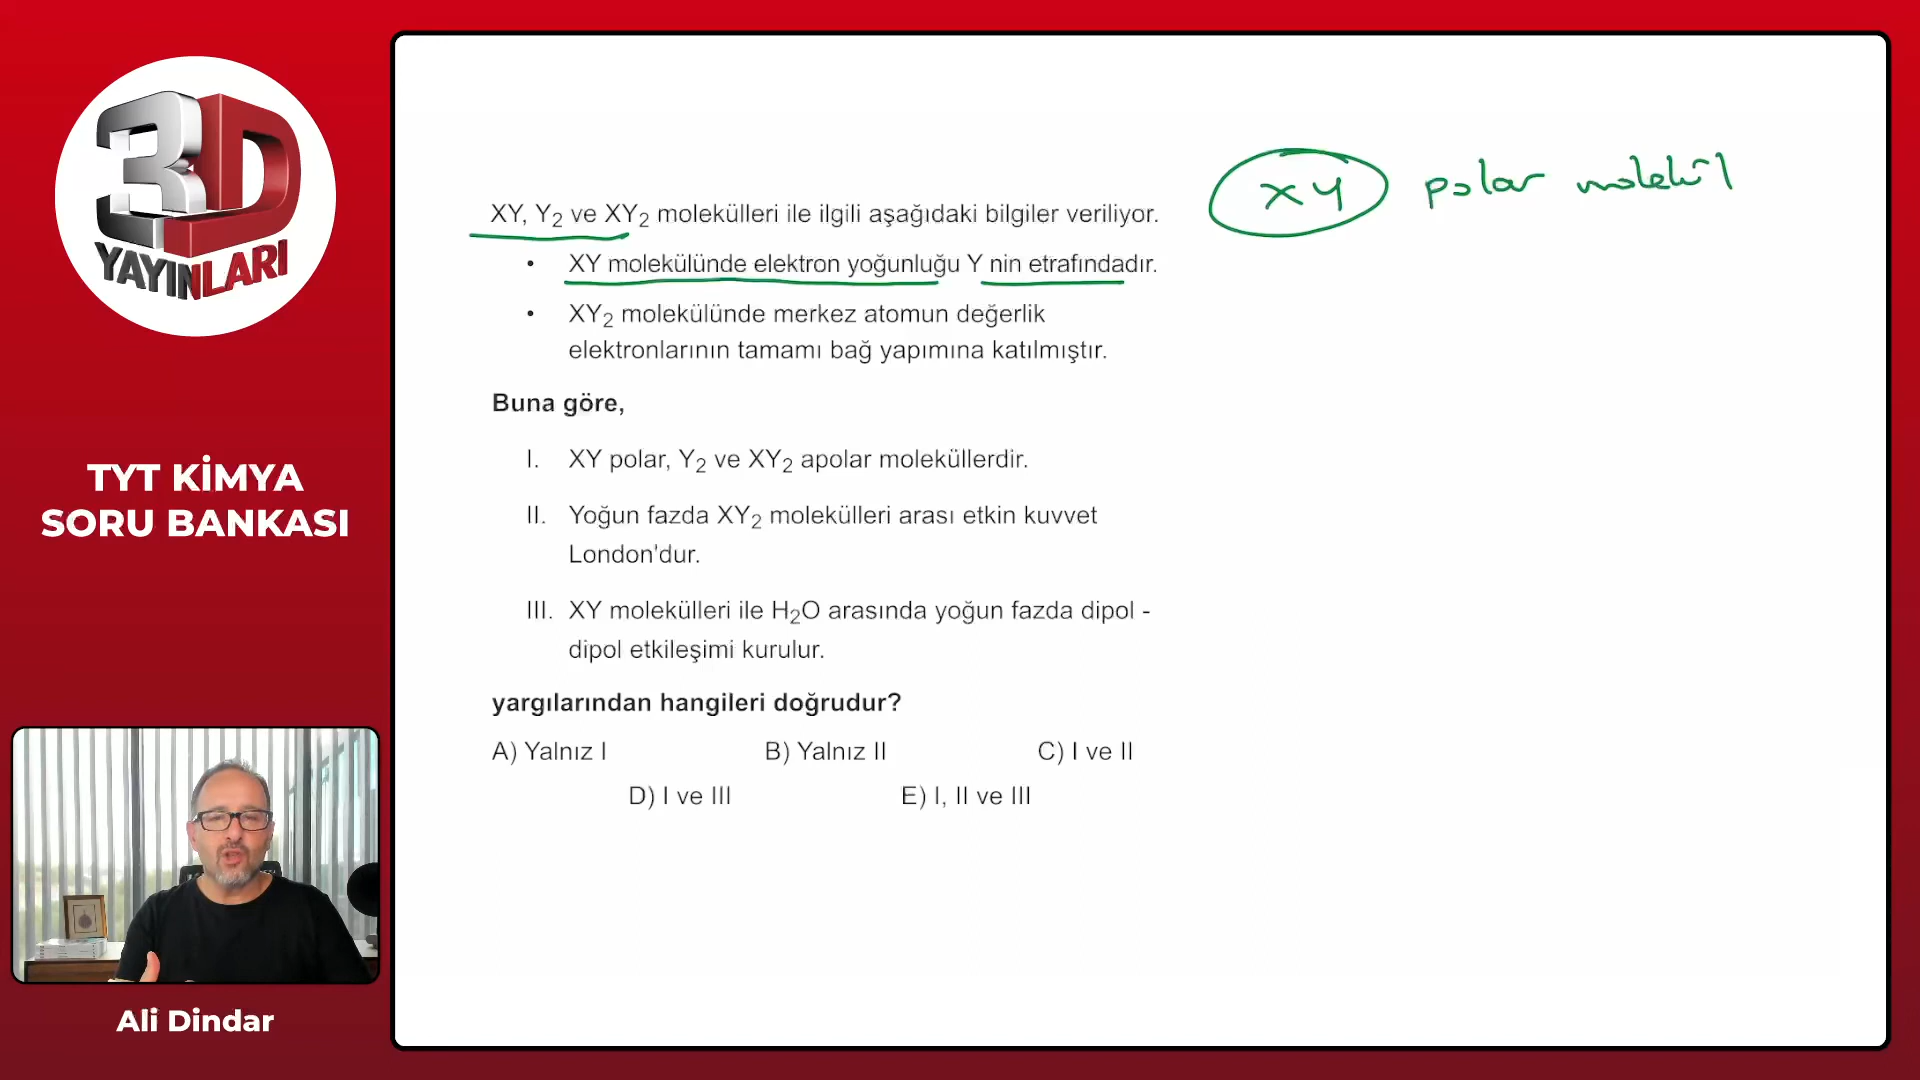 3D
YAYINLARI
TYT KİMYA
SORU BANKASI
Ali Dindar
XY polar molekül
XY, Y₂ ve XY₂ molekülleri ile ilgili aşağıdaki bilgiler veriliyor.
• XY molekülünde elektron yoğunluğu Y nin etrafındadır.
• XY₂ molekülünde merkez atomun değerlik
elektronlarının tamamı bağ yapımına katılmıştır.
Buna göre,
I. XY polar, Y₂ ve XY₂ apolar moleküllerdir.
II. Yoğun fazda XY₂ molekülleri arası etkin kuvvet
London'dur.
III. XY molekülleri ile H₂O arasında yoğun fazda dipol -
dipol etkileşimi kurulur.
yargılarından hangileri doğrudur?
A) Yalnız I B) Yalnız II C) I ve II
D) I ve III E) I, II ve III